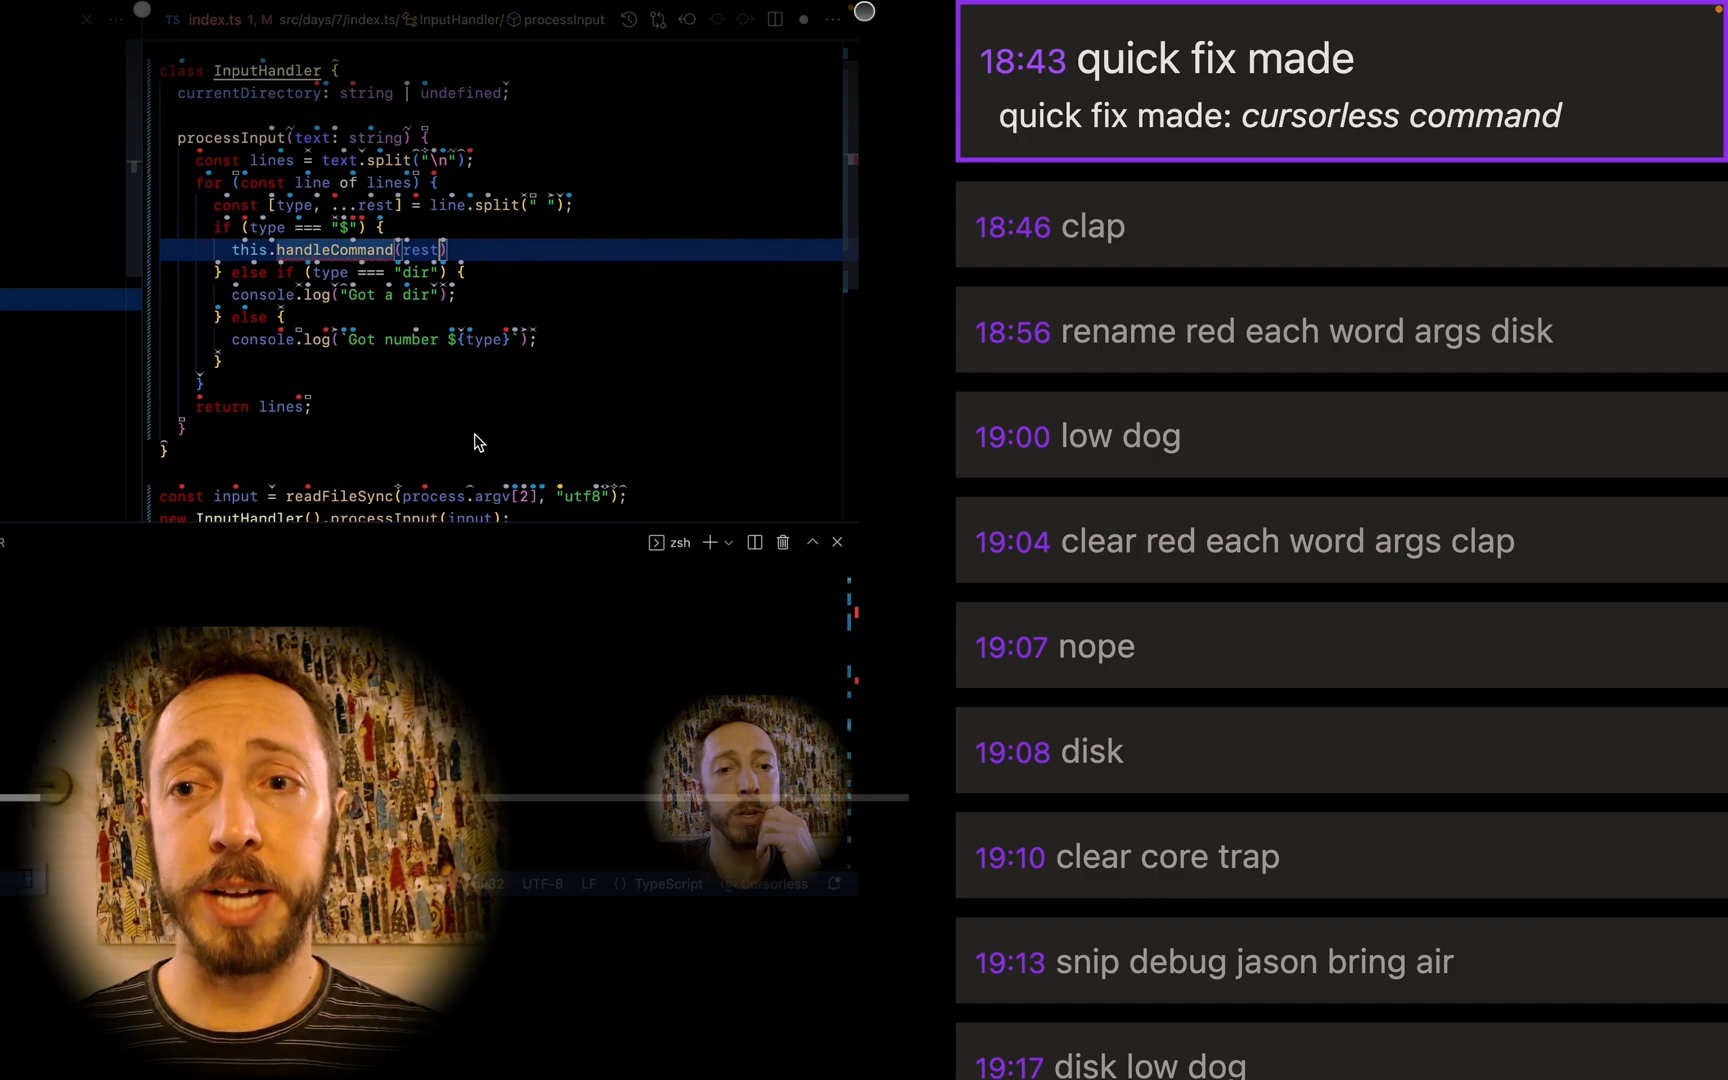 TS index.ts 1, M src/days/7/index.ts/ InputHandler/ processInput
class InputHandler {
currentDirectory: string | undefined;
processInput(text: string) {
const lines = text.split("\n");
for (const line of lines) {
const [type, ...rest] = line.split(" ");
if (type === "$") {
this.handleCommand(rest)
} else if (type === "dir") {
console.log("Got a dir");
} else {
console.log(`Got number ${type}`);
}
}
return lines;
}
}
const input = readFileSync(process.argv[2], "utf8");
new InputHandler().processInput(input);
zsh
UTF-8 LF {} TypeScript Cursorless
18:43 quick fix made
quick fix made: cursorless command
18:46 clap
18:56 rename red each word args disk
19:00 low dog
19:04 clear red each word args clap
19:07 nope
19:08 disk
19:10 clear core trap
19:13 snip debug jason bring air
19:17 disk low dog